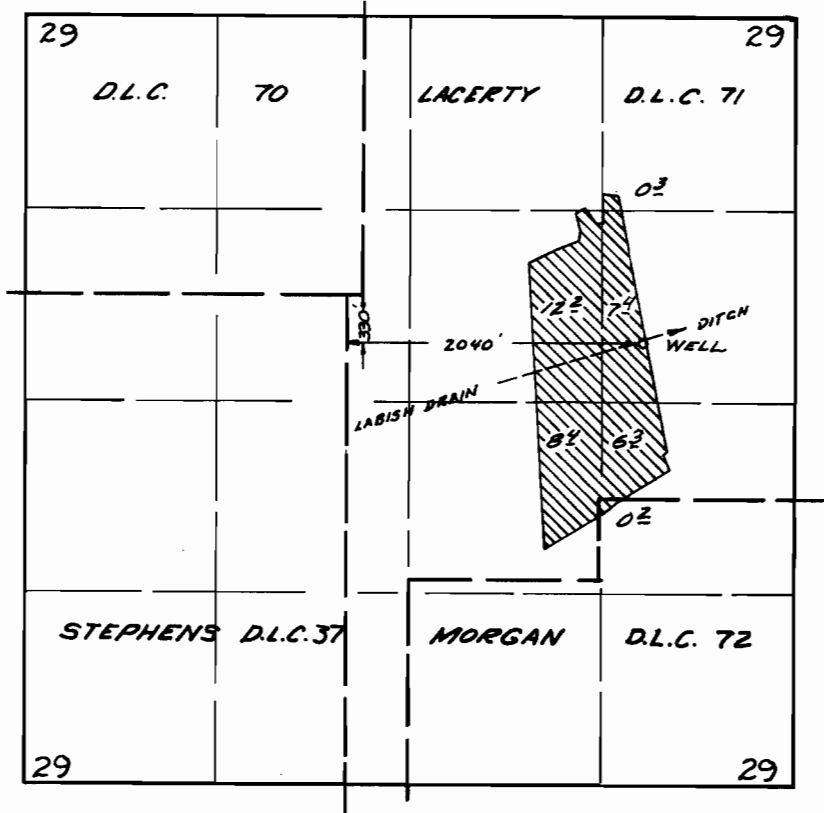 29 29
D.L.C. 70 LACERTY D.L.C. 71
0 3
12 2 7 4
330'
2040'
DITCH
WELL
LABISH DRAIN
8 4 6 3
0 2
STEPHENS D.L.C. 37 MORGAN D.L.C. 72
29 29